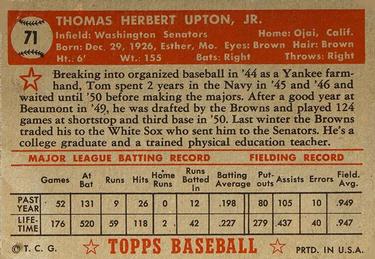 71
THOMAS HERBERT UPTON, JR.
Infield: Washington Senators Home: Ojai, Calif.
Born: Dec. 29, 1926, Esther, Mo. Eyes: Brown Hair: Brown
Ht.: 6' Wt.: 155 Bats: Right Throws: Right
Breaking into organized baseball in '44 as a Yankee farm-
hand, Tom spent 2 years in the Navy in '45 and '46 and
waited until '50 before making the majors. After a good year at
Beaumont in '49, he was drafted by the Browns and played 124
games at shortstop and third base in '50. Last winter the Browns
traded his to the White Sox who sent him to the Senators. He's a
college graduate and a trained physical education teacher.
MAJOR LEAGUE BATTING RECORD FIELDING RECORD
Games At Bat Runs Hits Home Runs Runs Batted In Batting Average Put-outs Assists Errors Field. Avg.
PAST YEAR 52 131 9 26 0 12 .198 80 105 10 .949
LIFE-TIME 176 520 59 118 2 42 .227 279 437 40 .947
© T. C. G. TOPPS BASEBALL PRTD. IN U.S.A.